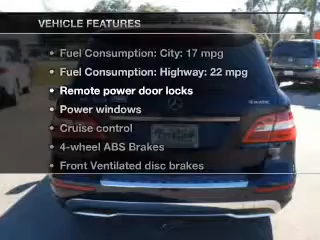 VEHICLE FEATURES
• Fuel Consumption: City: 17 mpg
• Fuel Consumption: Highway: 22 mpg
• Remote power door locks
• Power windows
• Cruise control
• 4-wheel ABS Brakes
• Front Ventilated disc brakes